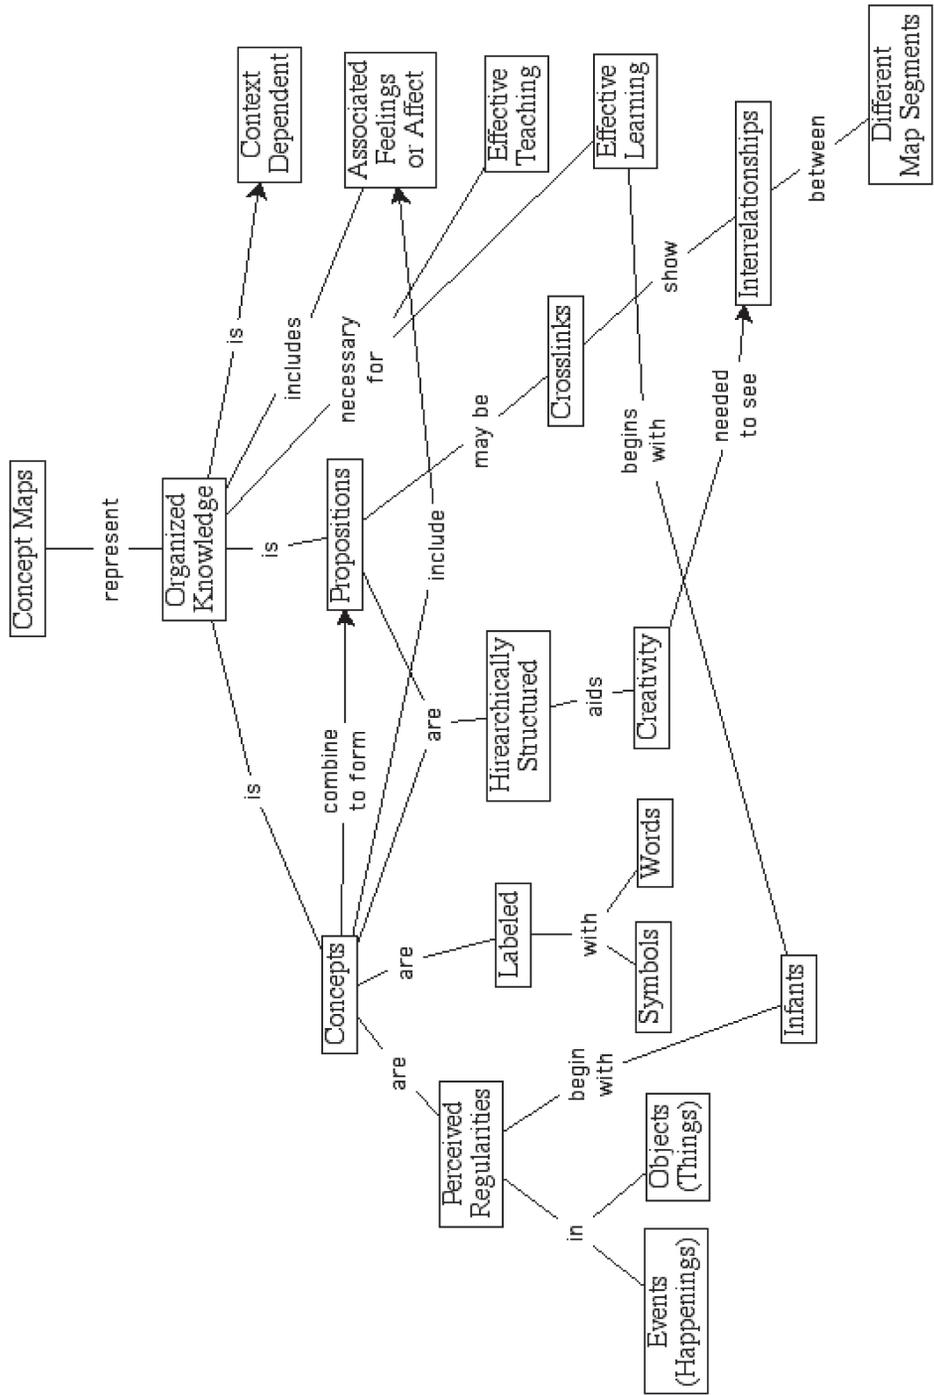 Concept Maps
represent
Organized
Knowledge
is
is
includes
necessary
for
is
Context
Dependent
Associated
Feelings
or Affect
Effective
Teaching
Effective
Learning
Concepts
combine
to form
Propositions
include
may be
Crosslinks
show
Interrelationships
between
Different
Map Segments
are
Hirearchically
Structured
aids
Creativity
needed
to see
begins
with
are
Labeled
with
Symbols
Words
are
Perceived
Regularities
begin
with
Infants
in
Events
(Happenings)
Objects
(Things)